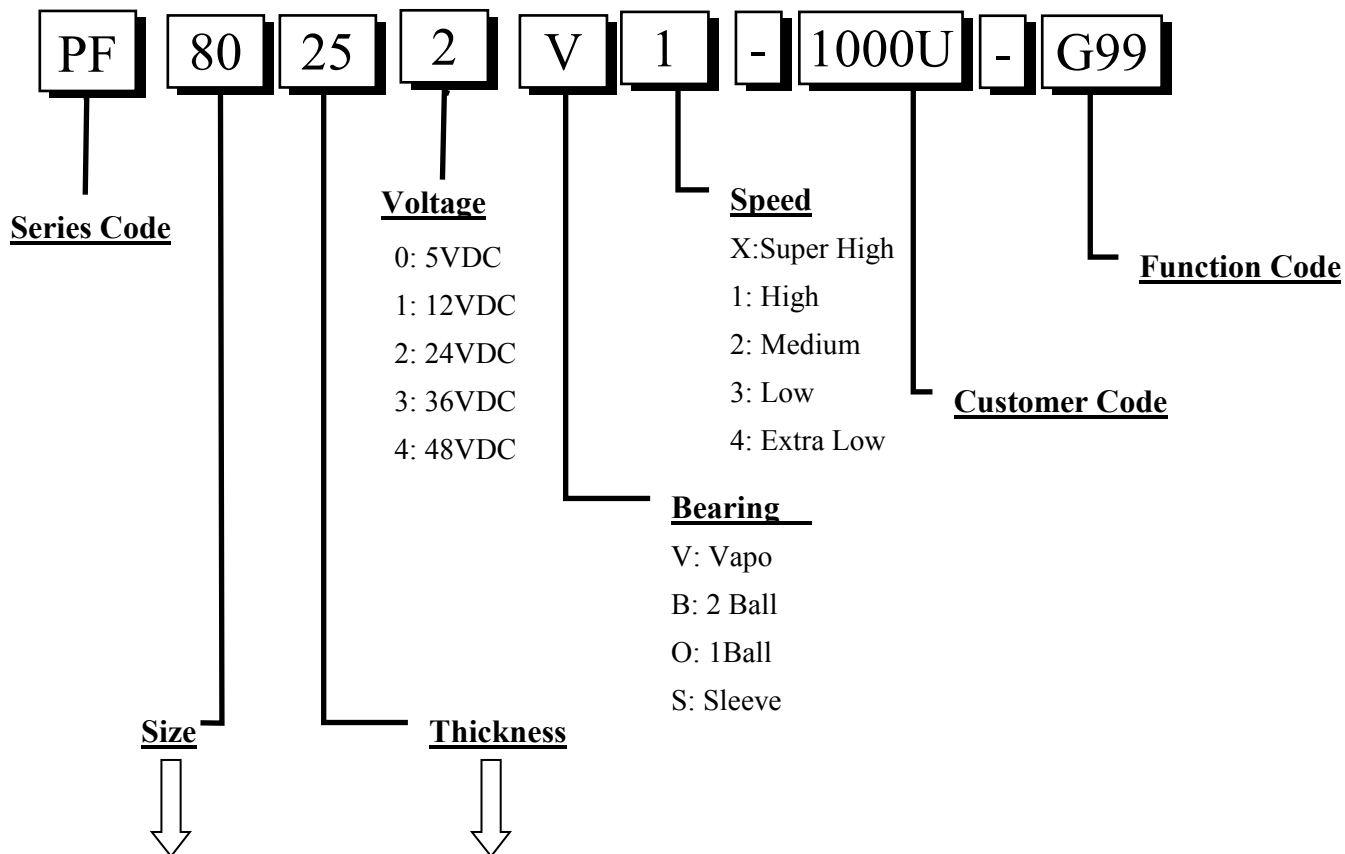 PF 80 25 2 V 1 - 1000U - G99
Series Code
Voltage
0: 5VDC
1: 12VDC
2: 24VDC
3: 36VDC
4: 48VDC
Speed
X:Super High
1: High
2: Medium
3: Low
4: Extra Low
Function Code
Customer Code
Bearing
V: Vapo
B: 2 Ball
O: 1Ball
S: Sleeve
Size
Thickness